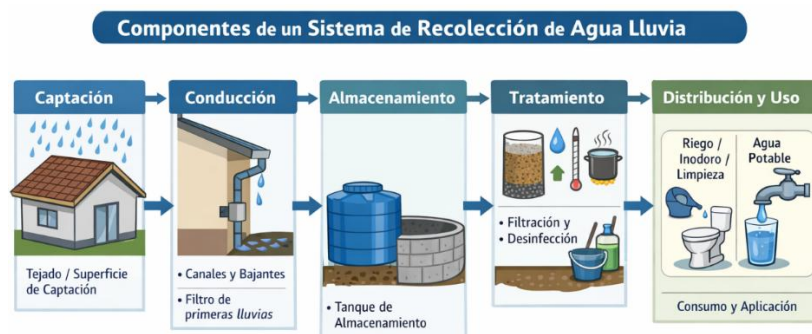 Componentes de un Sistema de Recolección de Agua Lluvia
Captación
Conducción
Almacenamiento
Tratamiento
Distribución y Uso
Tejado / Superficie
de Captación
• Canales y Bajantes
• Filtro de
primeras lluvias
• Tanque de
Almacenamiento
• Filtración y
• Desinfección
Riego /
Inodoro /
Limpieza
Agua
Potable
Consumo y Aplicación